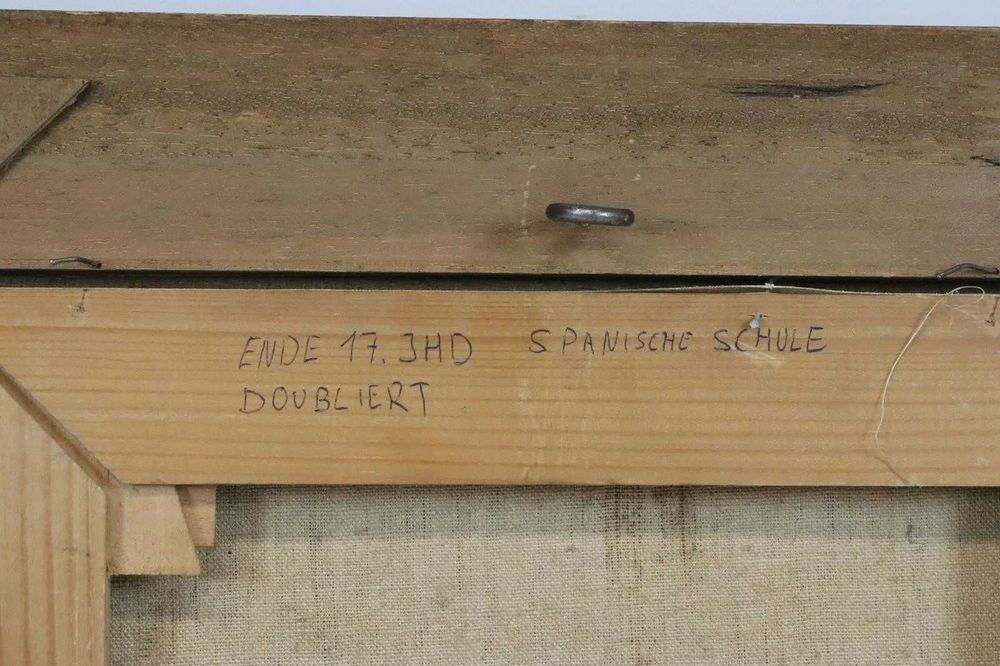 ENDE 17. JHD SPANISCHE SCHULE
DOUBLIERT